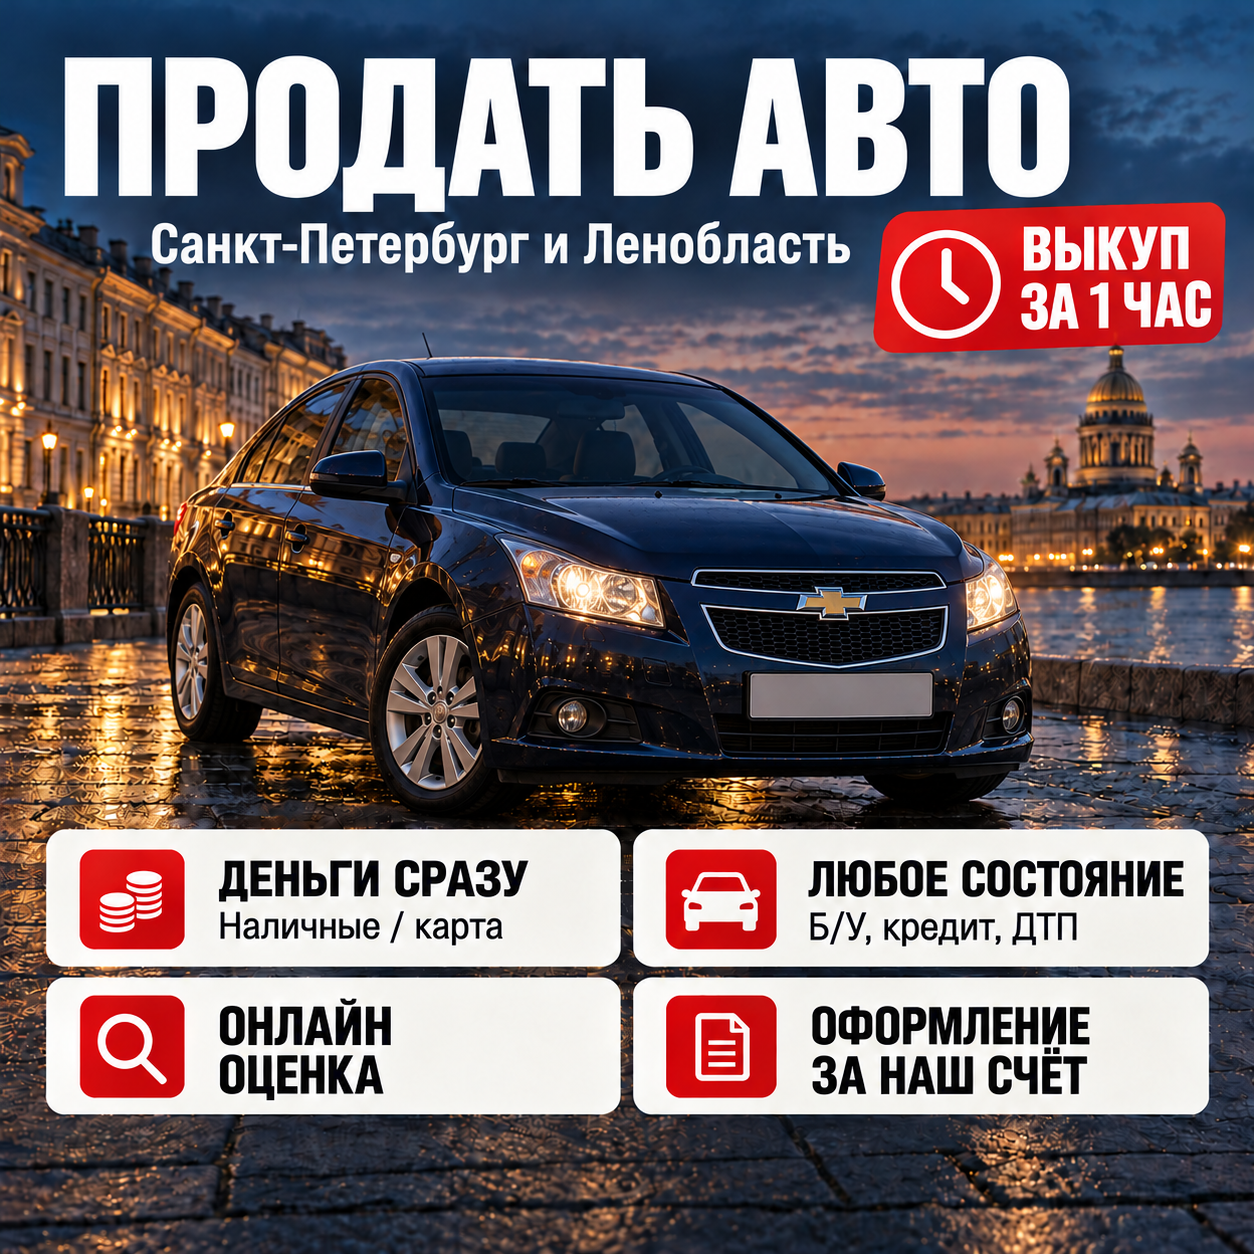 ПРОДАТЬ АВТО
Санкт-Петербург и Ленобласть
ВЫКУП
ЗА 1 ЧАС
ДЕНЬГИ СРАЗУ
Наличные / карта
ЛЮБОЕ СОСТОЯНИЕ
Б/У, кредит, ДТП
ОНЛАЙН
ОЦЕНКА
ОФОРМЛЕНИЕ
ЗА НАШ СЧЁТ